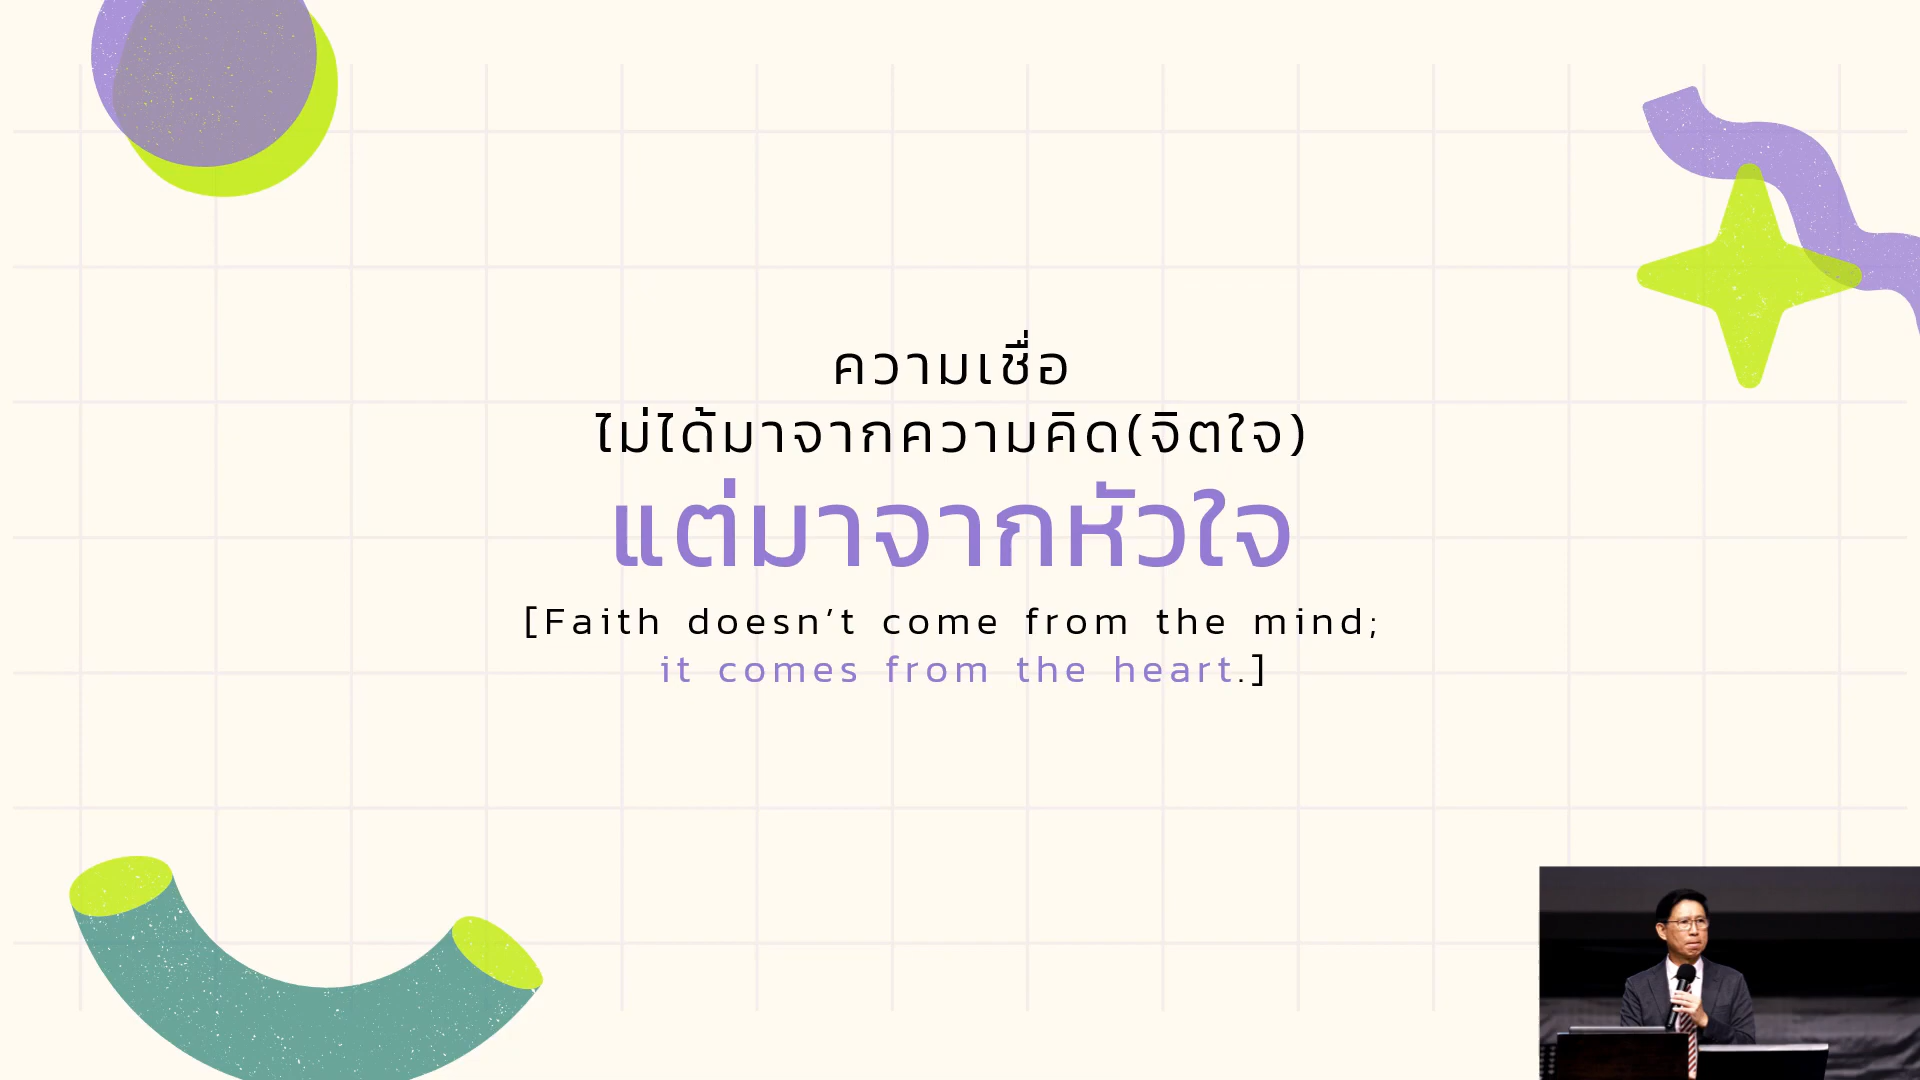 ความเชื่อ
ไม่ได้มาจากความคิด(จิตใจ)
แต่มาจากหัวใจ
[Faith doesn’t come from the mind;
it comes from the heart.]